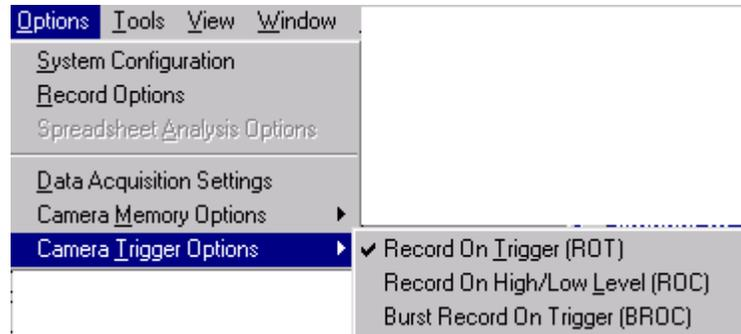 Options Tools View Window
System Configuration
Record Options
Spreadsheet Analysis Options
Data Acquisition Settings
Camera Memory Options
Camera Trigger Options
Record On Trigger (ROT)
Record On High/Low Level (ROC)
Burst Record On Trigger (BROC)